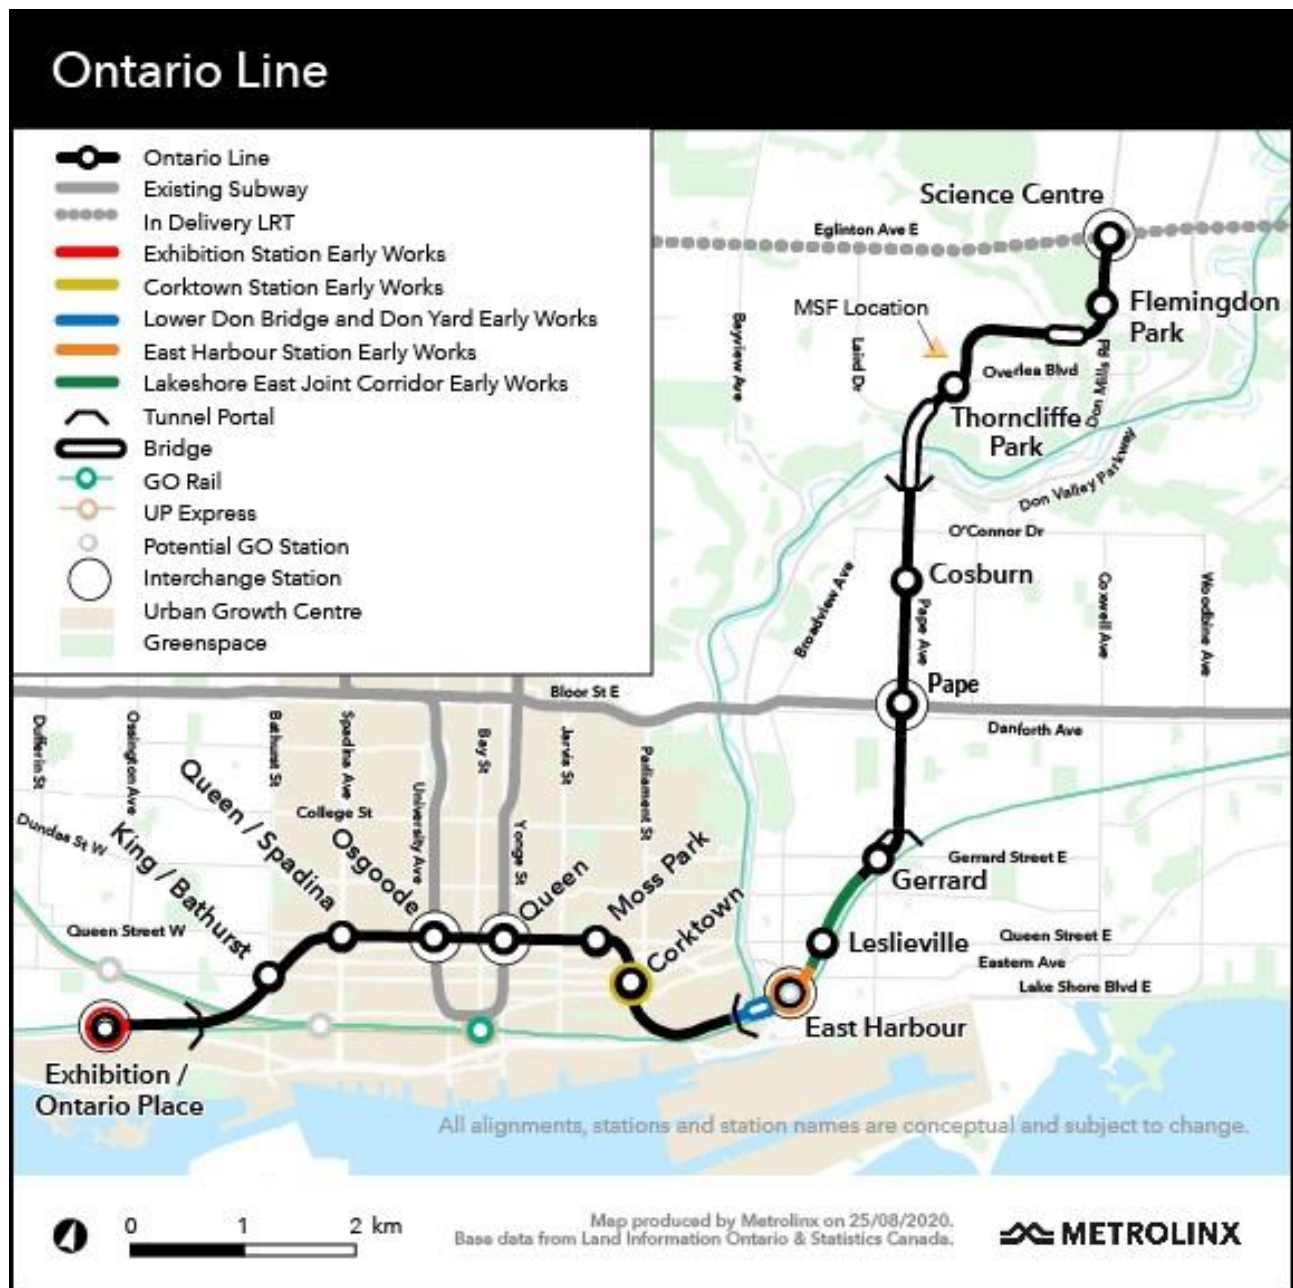 Ontario Line
Ontario Line
Existing Subway
In Delivery LRT
Exhibition Station Early Works
Corktown Station Early Works
Lower Don Bridge and Don Yard Early Works
East Harbour Station Early Works
Lakeshore East Joint Corridor Early Works
Tunnel Portal
Bridge
GO Rail
UP Express
Potential GO Station
Interchange Station
Urban Growth Centre
Greenspace
Science Centre
Eglinton Ave E
MSF Location
Flemingdon
Park
Bayview Ave
Laird Dr
Overlea Blvd
Don Mills Rd
Thorncliffe
Park
Don Valley Parkway
O'Connor Dr
Cosburn
Broadview Ave
Pape Ave
Coxwell Ave
Woodbine Ave
Pape
Bloor St E
Danforth Ave
Dufferin St
Ossington Ave
Bathurst St
Spadina Ave
Bay St
Jarvis St
Parliament St
University Ave
Yonge St
College St
Dundas St W
King / Bathurst
Queen / Spadina
Osgoode
Queen
Moss Park
Corktown
Gerrard Street E
Gerrard
Queen Street W
Leslieville
Queen Street E
Eastern Ave
Lake Shore Blvd E
East Harbour
Exhibition /
Ontario Place
All alignments, stations and station names are conceptual and subject to change.
0 1 2 km
Map produced by Metrolinx on 25/08/2020.
Base data from Land Information Ontario & Statistics Canada.
METROLINX